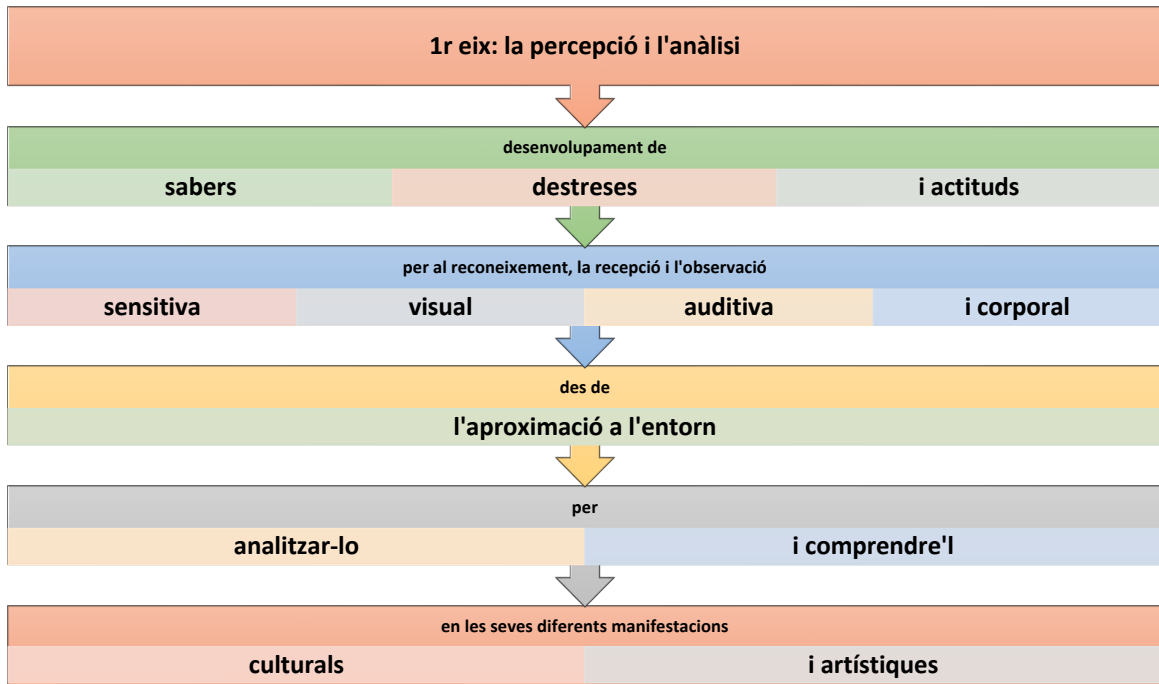 1r eix: la percepció i l'anàlisi
desenvolupament de
sabers destreses i actituds
per al reconeixement, la recepció i l'observació
sensitiva visual auditiva i corporal
des de
l'aproximació a l'entorn
per
analitzar-lo i comprendre'l
en les seves diferents manifestacions
culturals i artístiques